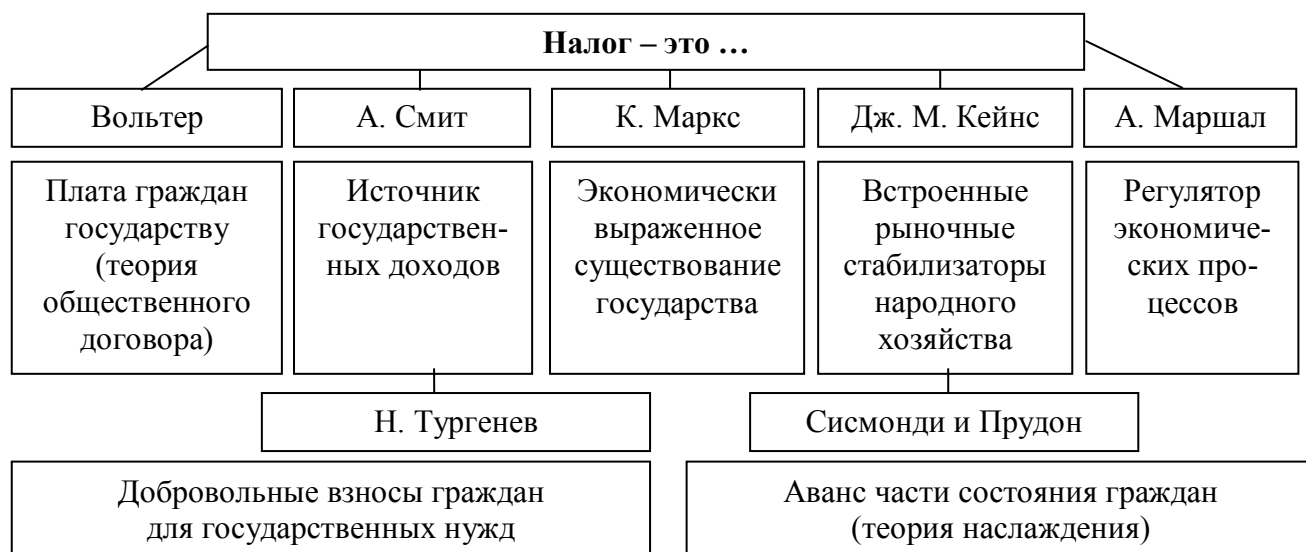 Налог – это …
Вольтер
А. Смит
К. Маркс
Дж. М. Кейнс
А. Маршал
Плата граждан
государству
(теория
общественного
договора)
Источник
государствен-
ных доходов
Экономически
выраженное
существование
государства
Встроенные
рыночные
стабилизаторы
народного
хозяйства
Регулятор
экономиче-
ских про-
цессов
Н. Тургенев
Сисмонди и Прудон
Добровольные взносы граждан
для государственных нужд
Аванс части состояния граждан
(теория наслаждения)